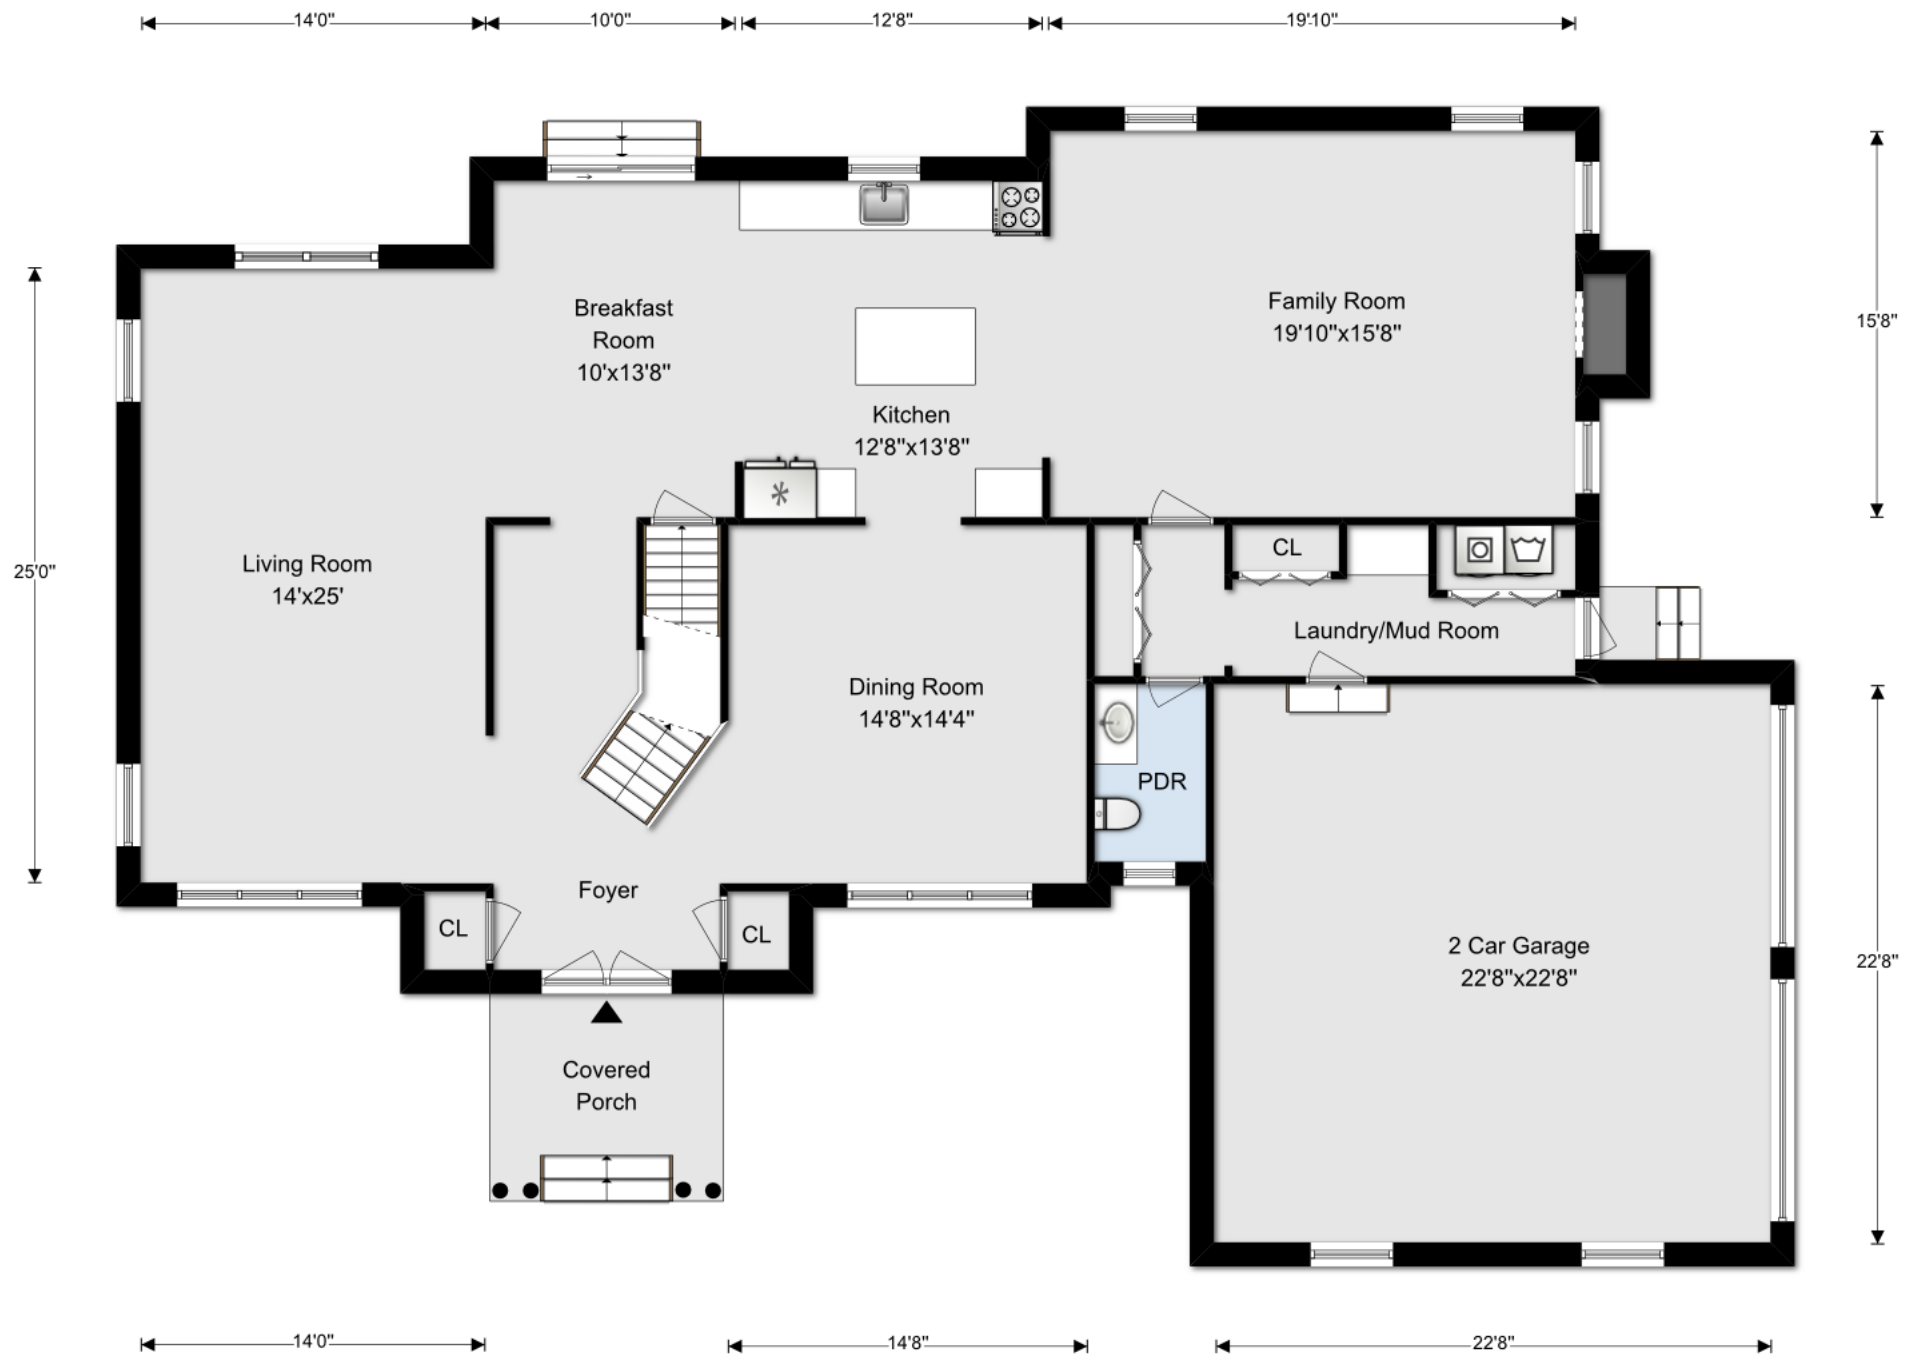 14'0"
10'0"
12'8"
19'10"
Breakfast
Room
10'x13'8"
Family Room
19'10"x15'8"
15'8"
Kitchen
12'8"x13'8"
25'0"
Living Room
14'x25'
CL
Laundry/Mud Room
Dining Room
14'8"x14'4"
PDR
Foyer
CL
CL
2 Car Garage
22'8"x22'8"
22'8"
Covered
Porch
14'0"
14'8"
22'8"